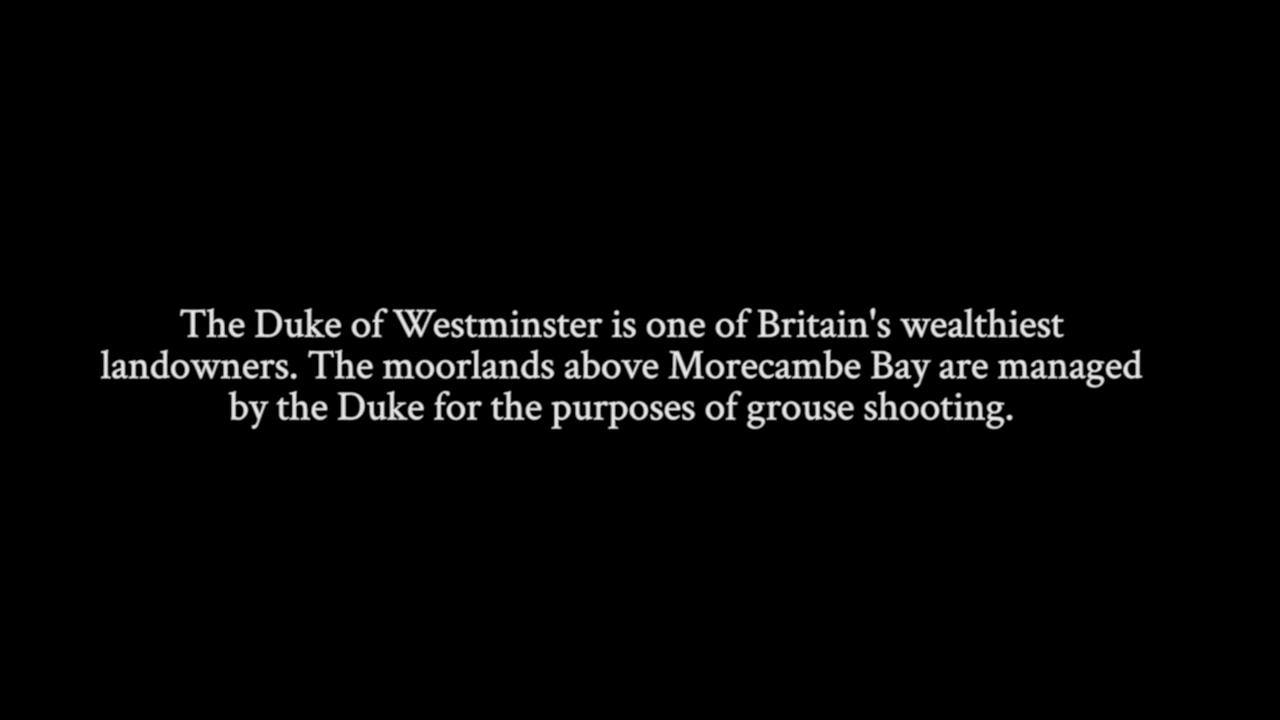 The Duke of Westminster is one of Britain's wealthiest
landowners. The moorlands above Morecambe Bay are managed
by the Duke for the purposes of grouse shooting.